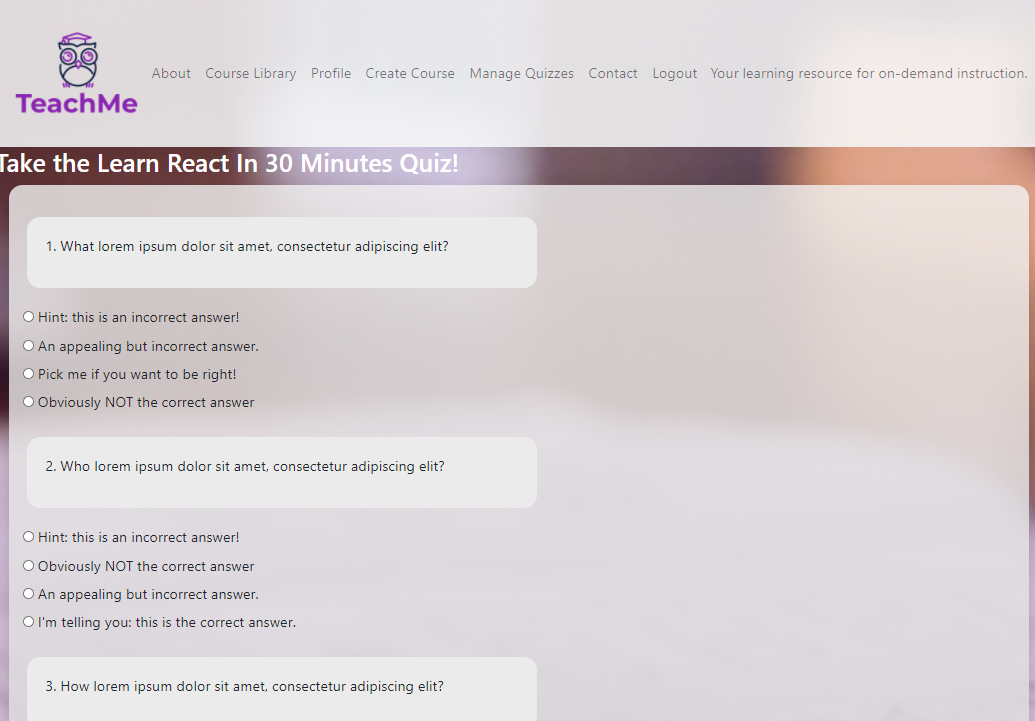 TeachMe
About Course Library Profile Create Course Manage Quizzes Contact Logout Your learning resource for on-demand instruction.
Take the Learn React In 30 Minutes Quiz!
1. What lorem ipsum dolor sit amet, consectetur adipiscing elit?
Hint: this is an incorrect answer!
An appealing but incorrect answer.
Pick me if you want to be right!
Obviously NOT the correct answer
2. Who lorem ipsum dolor sit amet, consectetur adipiscing elit?
Hint: this is an incorrect answer!
Obviously NOT the correct answer
An appealing but incorrect answer.
I'm telling you: this is the correct answer.
3. How lorem ipsum dolor sit amet, consectetur adipiscing elit?